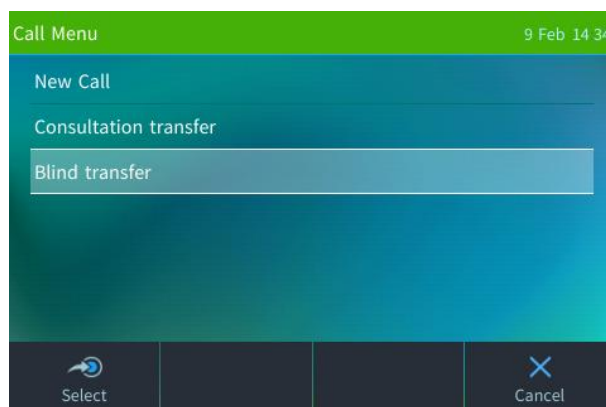 Call Menu 9 Feb 14 34
New Call
Consultation transfer
Blind transfer
Select Cancel